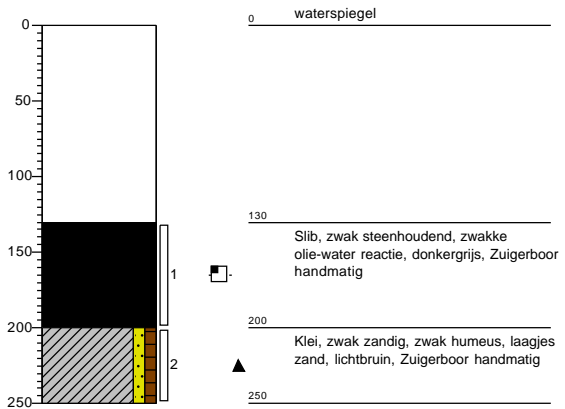 waterspiegel
0
0
50
100
130
150
Slib, zwak steenhoudend, zwakke
olie-water reactie, donkergrijs, Zuigerboor
handmatig
1
200
200
Klei, zwak zandig, zwak humeus, laagjes
zand, lichtbruin, Zuigerboor handmatig
2
250
250